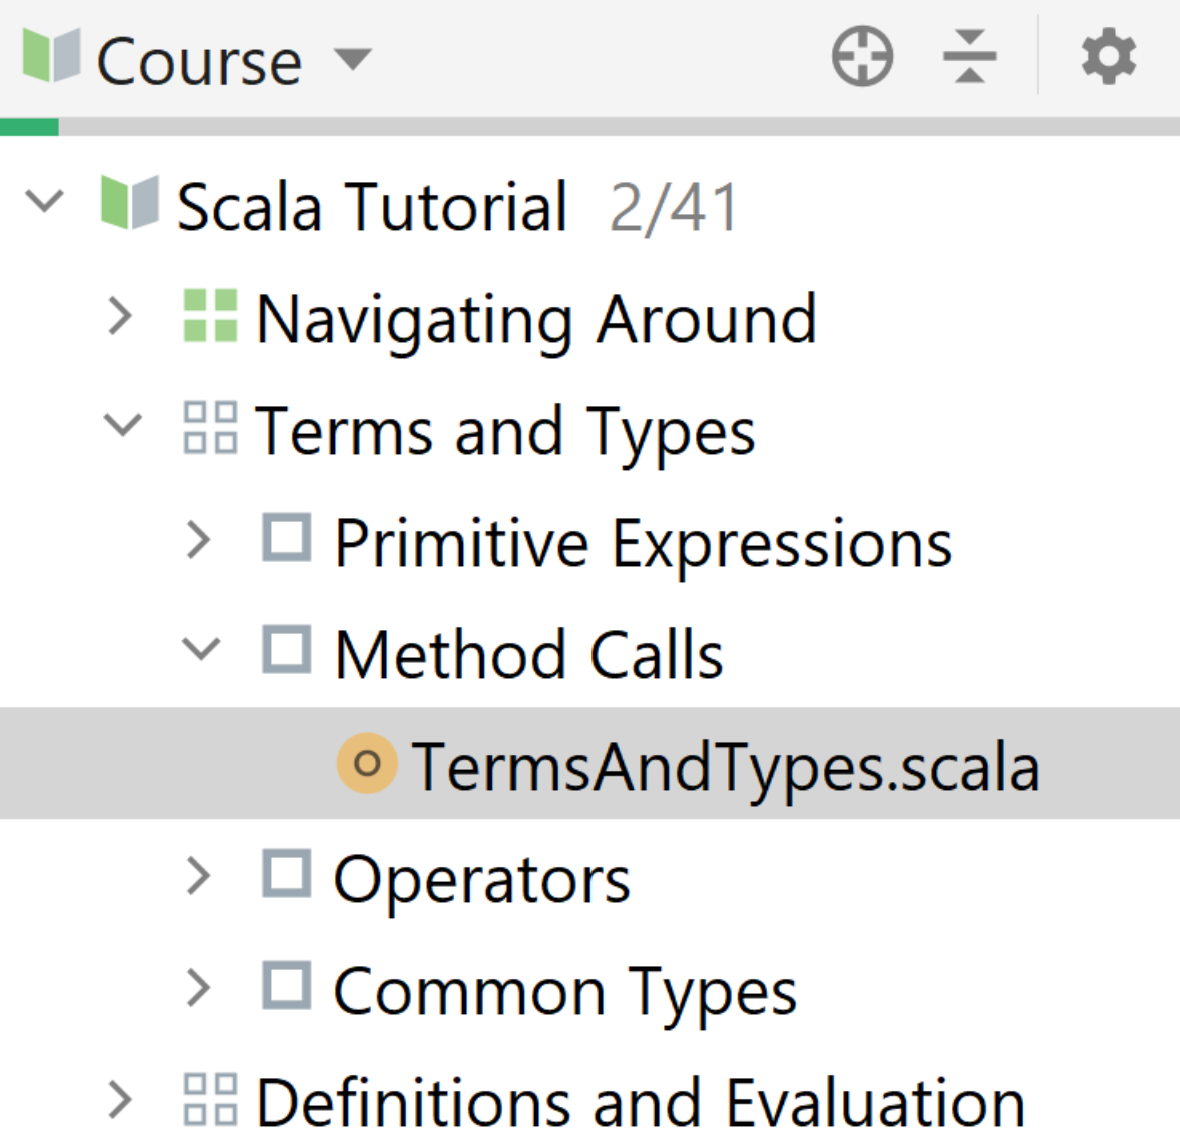 Course
Scala Tutorial 2/41
Navigating Around
Terms and Types
Primitive Expressions
Method Calls
TermsAndTypes.scala
Operators
Common Types
Definitions and Evaluation